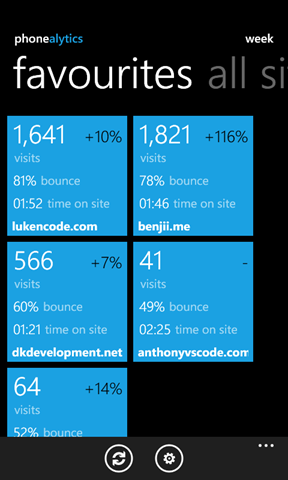 phonealytics week
favourites all si
1,641 +10%
visits
81% bounce
01:52 time on site
lukencode.com
1,821 +116%
visits
78% bounce
01:46 time on site
benjii.me
566 +7%
visits
60% bounce
01:21 time on site
dkdevelopment.net
41 -
visits
49% bounce
02:25 time on site
anthonyvscode.com
64 +14%
visits
52% bounce